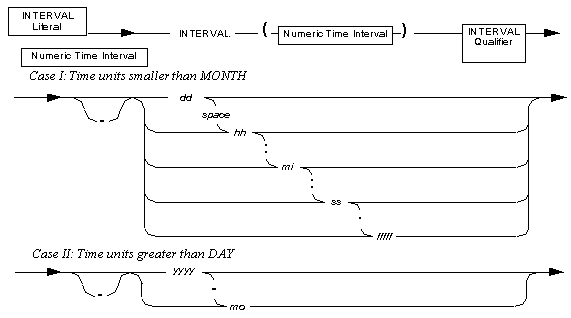 INTERVAL
Literal
INTERVAL ( Numeric Time Interval ) INTERVAL
Qualifier
Numeric Time Interval
Case I: Time units smaller than MONTH
dd
space
-
hh
:
mi
:
ss
.
fffff
Case II: Time units greater than DAY
yyyy
-
-
mo